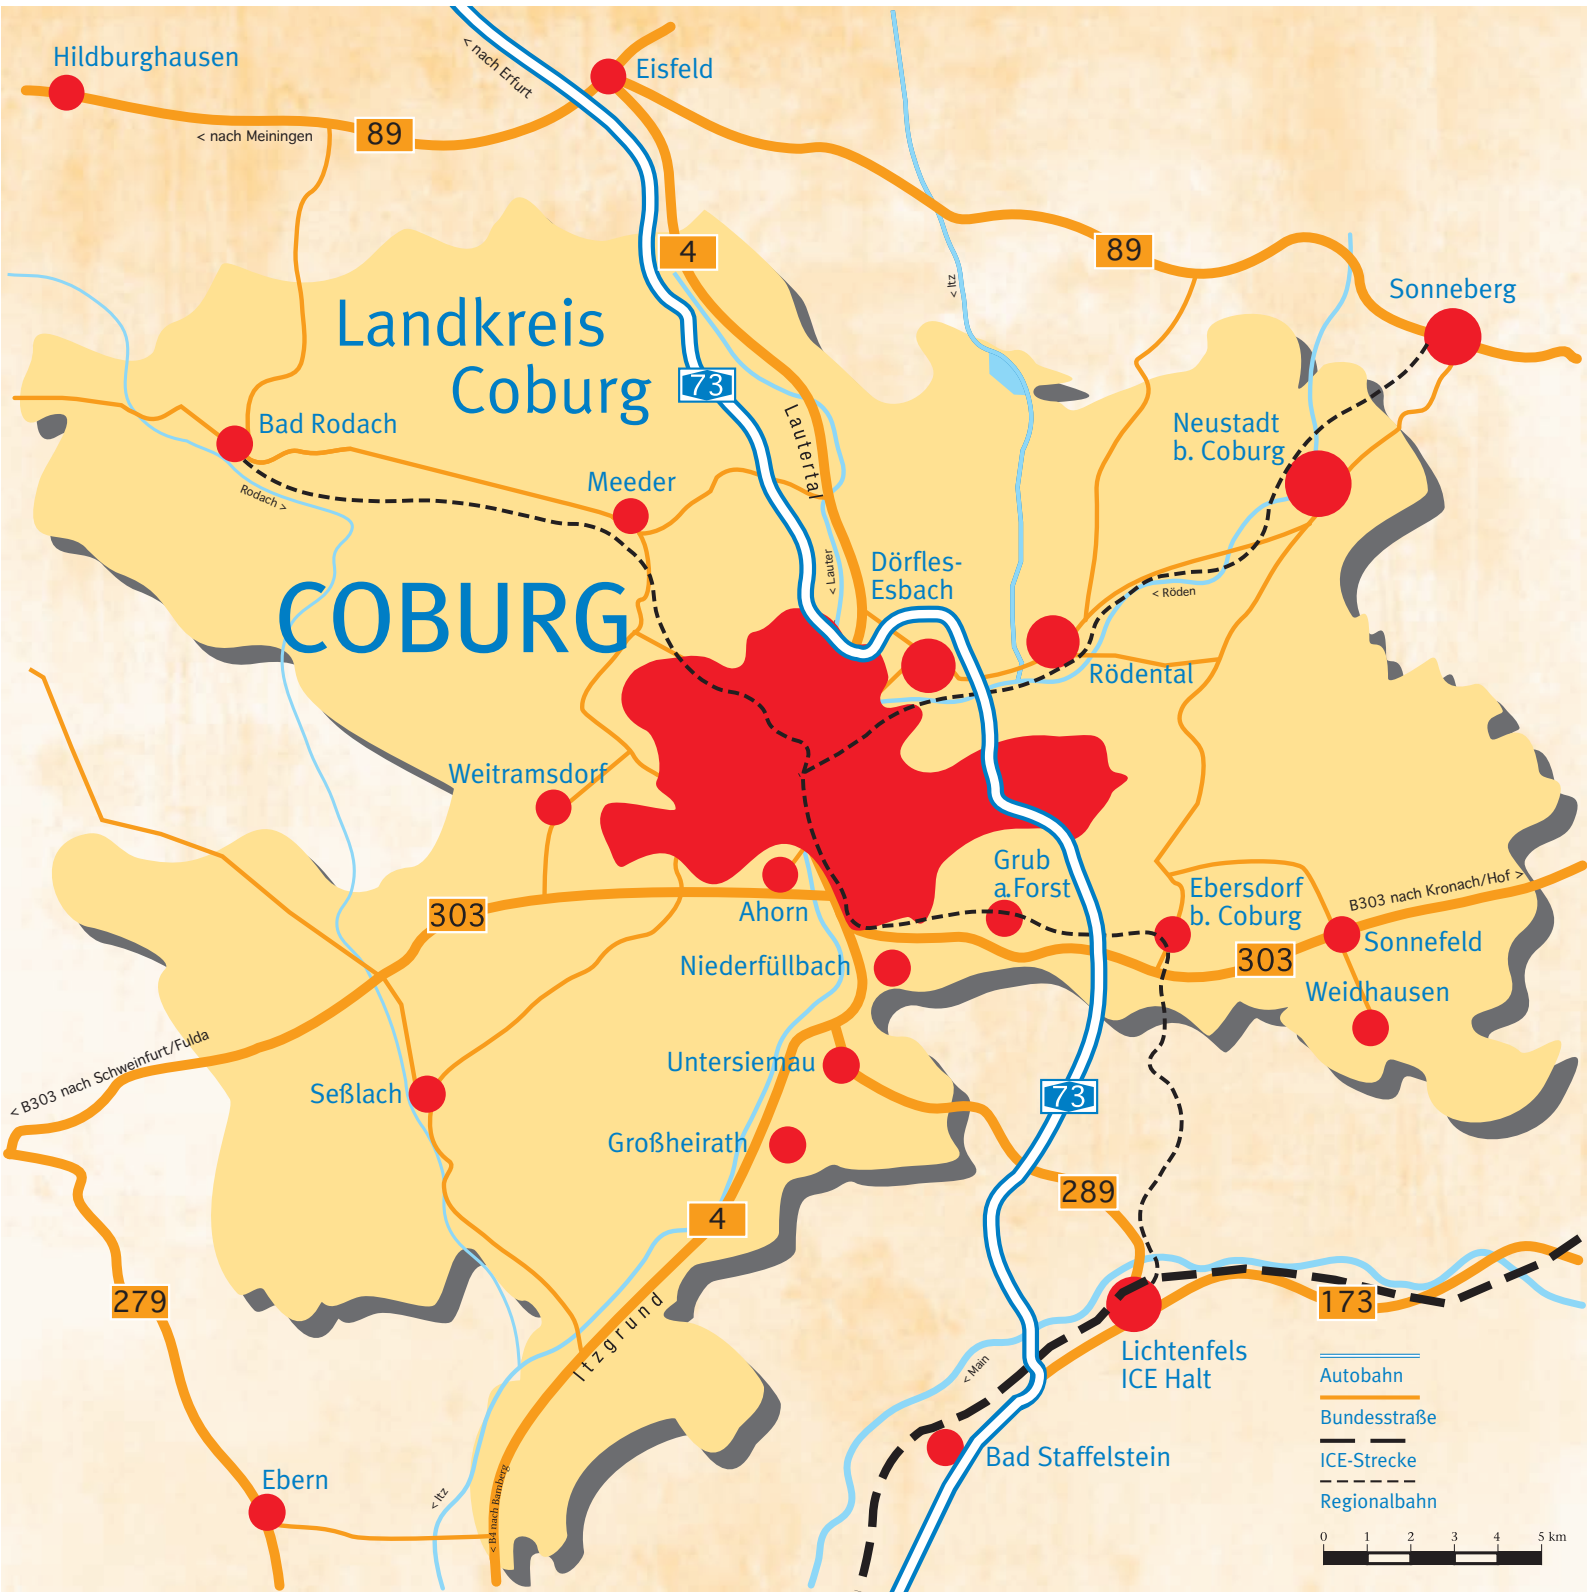 Hildburghausen
< nach Erfurt
Eisfeld
< nach Meiningen
89
4
89
< Itz
Sonneberg
Landkreis
Coburg
73
Lautertal
Bad Rodach
Neustadt
b. Coburg
Meeder
Rodach >
< Lauter
Dörfles-
Esbach
< Röden
COBURG
Rödental
Weitramsdorf
Grub
a.Forst
Ebersdorf
b. Coburg
B303 nach Kronach/Hof >
303
Ahorn
Sonnefeld
303
Niederfüllbach
Weidhausen
< B303 nach Schweinfurt/Fulda
Untersiemau
Seßlach
73
Großheirath
289
4
279
Itzgrund
173
Lichtenfels
ICE Halt
< Main
Autobahn
Bundesstraße
Bad Staffelstein
ICE-Strecke
Ebern
< Itz
< B4 nach Bamberg
Regionalbahn
0 1 2 3 4 5 km